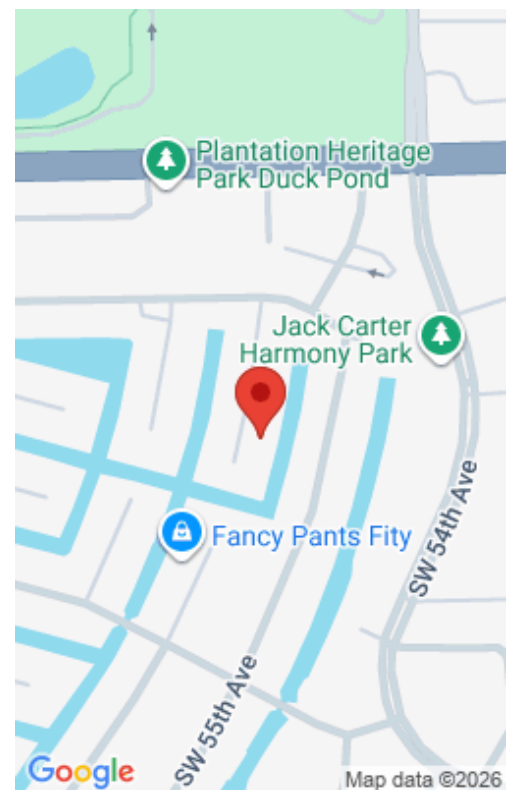 Plantation Heritage
Park Duck Pond
Jack Carter
Harmony Park
Fancy Pants Fity
SW 54th Ave
SW 55th Ave
Google
Map data ©2026